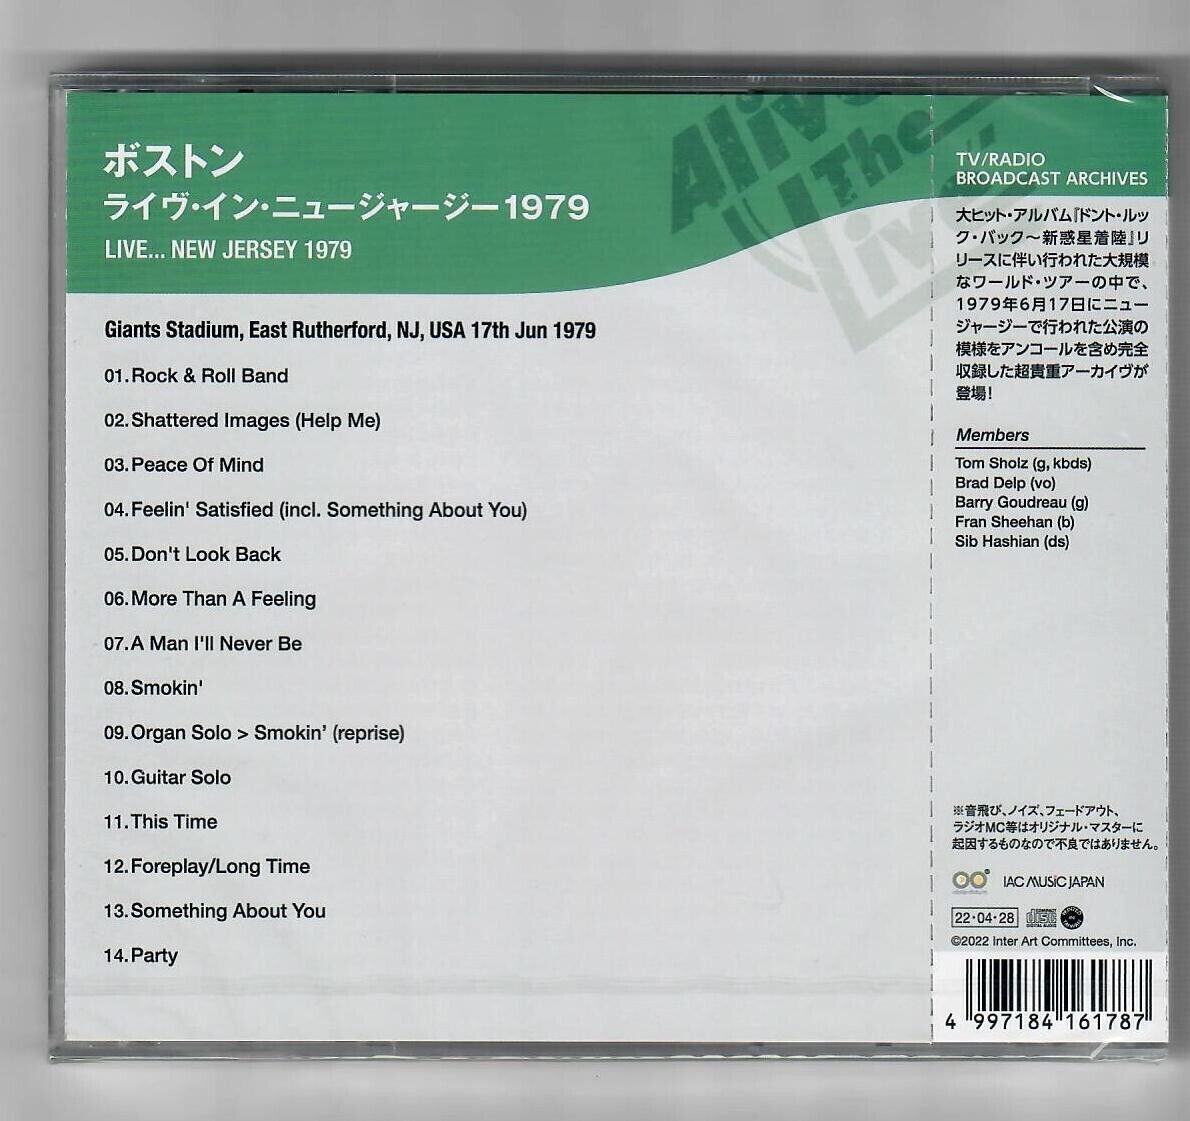 ボストン
ライヴ・イン・ニュージャージー1979
LIVE... NEW JERSEY 1979
Alive
The
Live
Giants Stadium, East Rutherford, NJ, USA 17th Jun 1979
01.Rock & Roll Band
02.Shattered Images (Help Me)
03.Peace Of Mind
04.Feelin' Satisfied (incl. Something About You)
05.Don't Look Back
06.More Than A Feeling
07.A Man I'll Never Be
08.Smokin'
09.Organ Solo > Smokin’ (reprise)
10.Guitar Solo
11.This Time
12.Foreplay/Long Time
13.Something About You
14.Party
TV/RADIO
BROADCAST ARCHIVES
大ヒット・アルバム『ドント・ルッ
ク・バック〜新惑星着陸』リ
リースに伴い行われた大規模
なワールド・ツアーの中で、
1979年6月17日にニュー
ジャージーで行われた公演の
模様をアンコールを含め完全
収録した超貴重アーカイヴが
登場!
Members
Tom Sholz (g, kbds)
Brad Delp (vo)
Barry Goudreau (g)
Fran Sheehan (b)
Sib Hashian (ds)
※音飛び、ノイズ、フェードアウト、
ラジオMC等はオリジナル・マスターに
起因するものなので不良ではありません。
IAC MUSIC JAPAN
22・04・28
COMPACT
disc
DIGITAL AUDIO
©2022 Inter Art Committees, Inc.
4 997184 161787